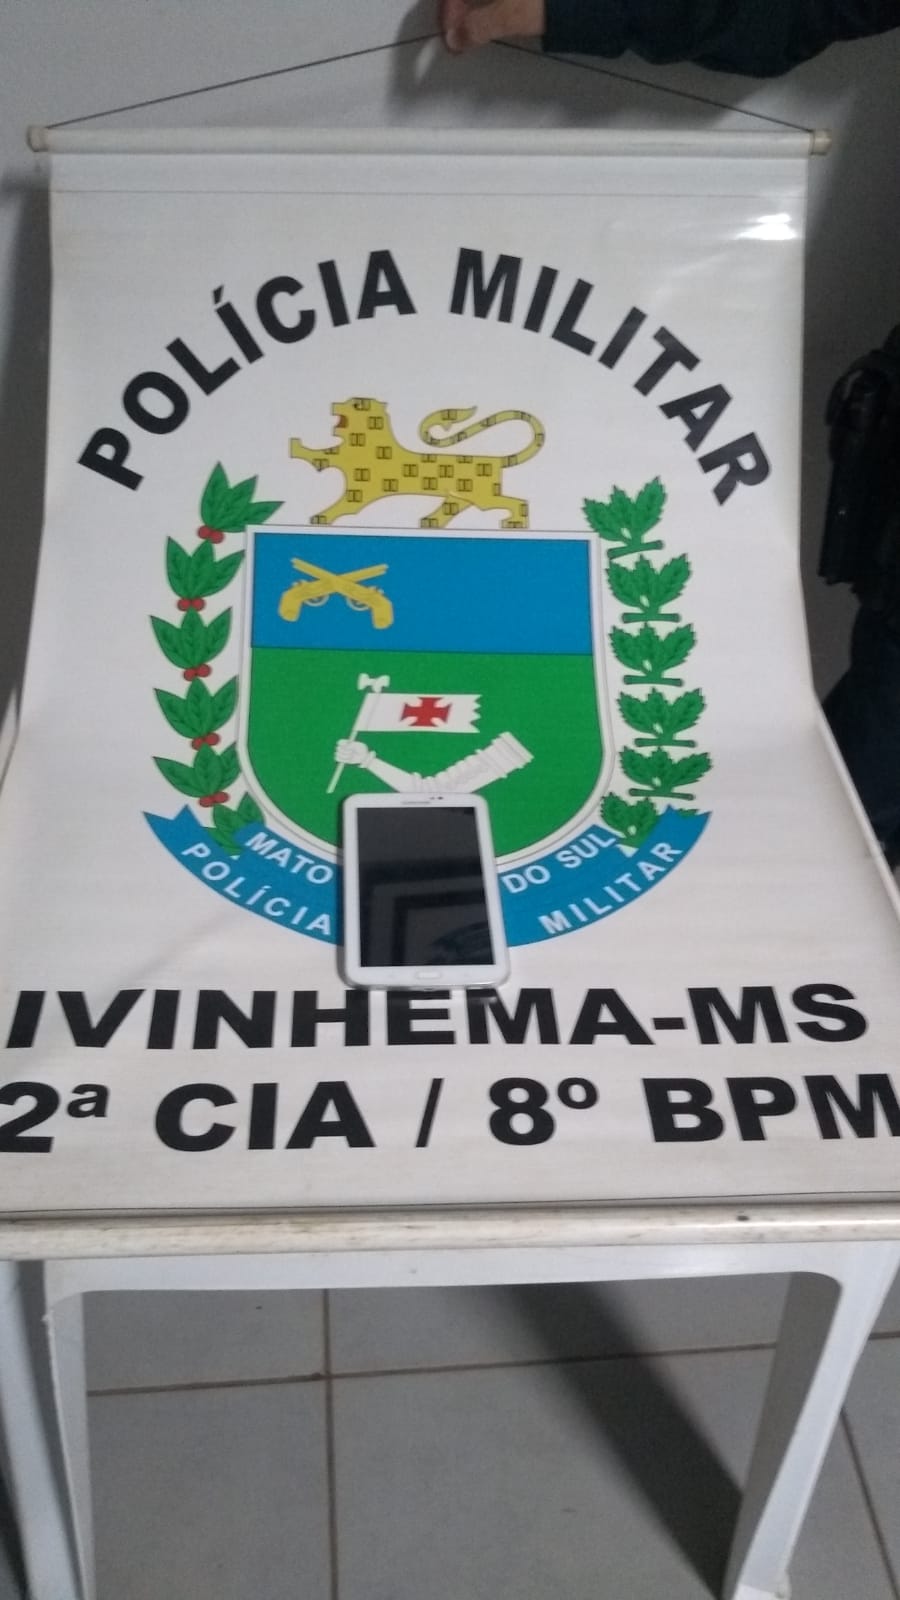 POLÍCIA MILITAR
MATO DO SUL
POLÍCIA MILITAR
IVINHEMA-MS
2ª CIA / 8º BPM